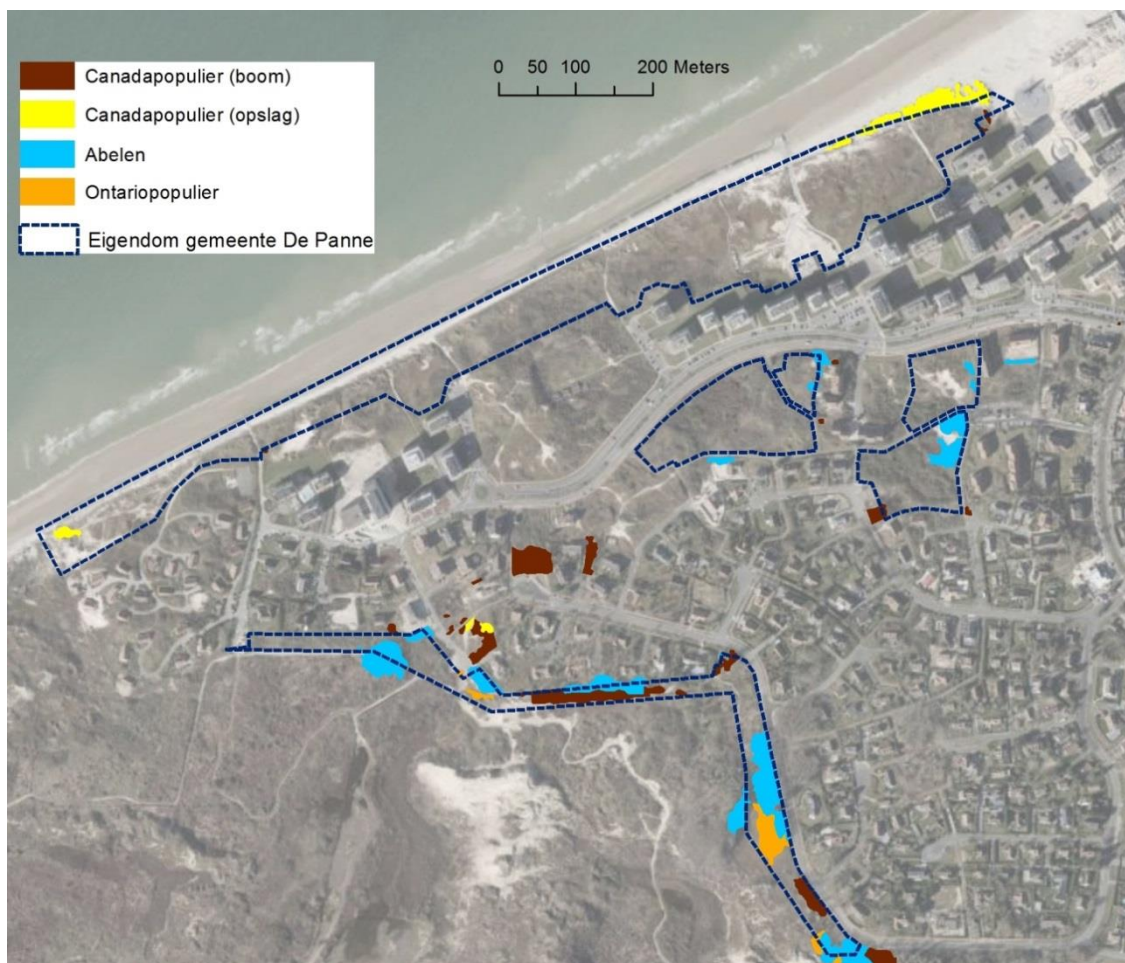 Canadapopulier (boom)
Canadapopulier (opslag)
Abelen
Ontariopopulier
Eigendom gemeente De Panne
0 50 100 200 Meters